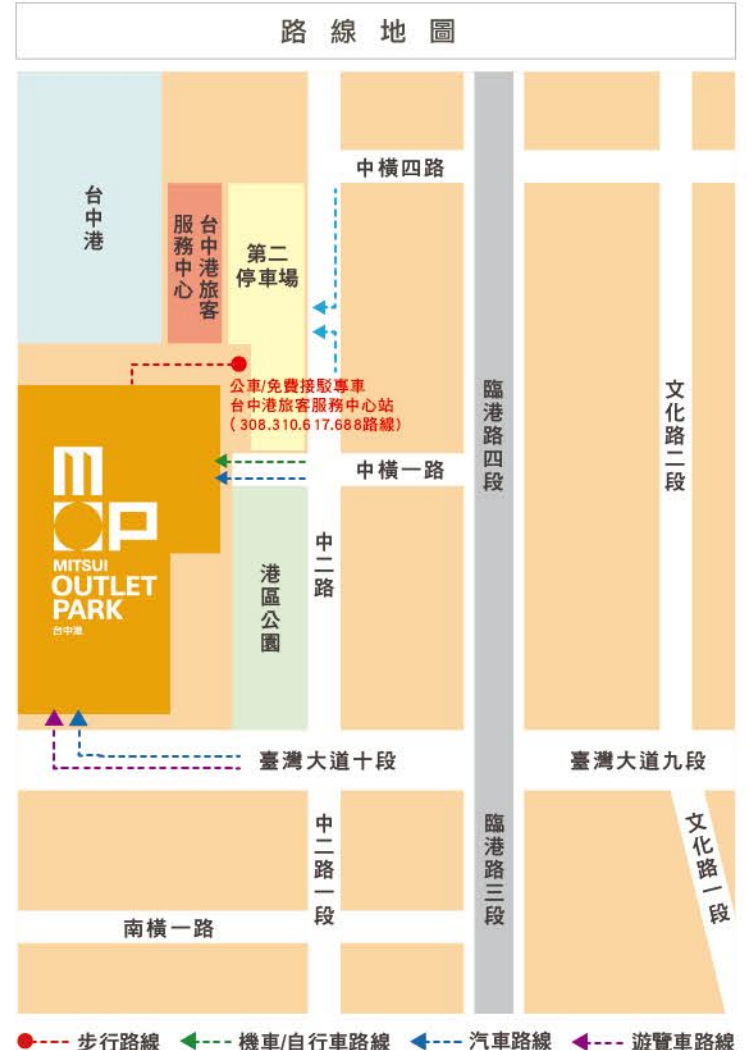 路線地圖
中橫四路
台中港
台中港旅客
服務中心
第二
停車場
公車/免費接駁專車
台中港旅客服務中心站
(308.310.617.688路線)
臨港路四段
文化路二段
中橫一路
MOP
MITSUI
OUTLET
PARK
台中港
中二路
港區公園
臺灣大道十段
臺灣大道九段
中二路一段
臨港路三段
文化路一段
南橫一路
步行路線 機車/自行車路線 汽車路線 遊覽車路線